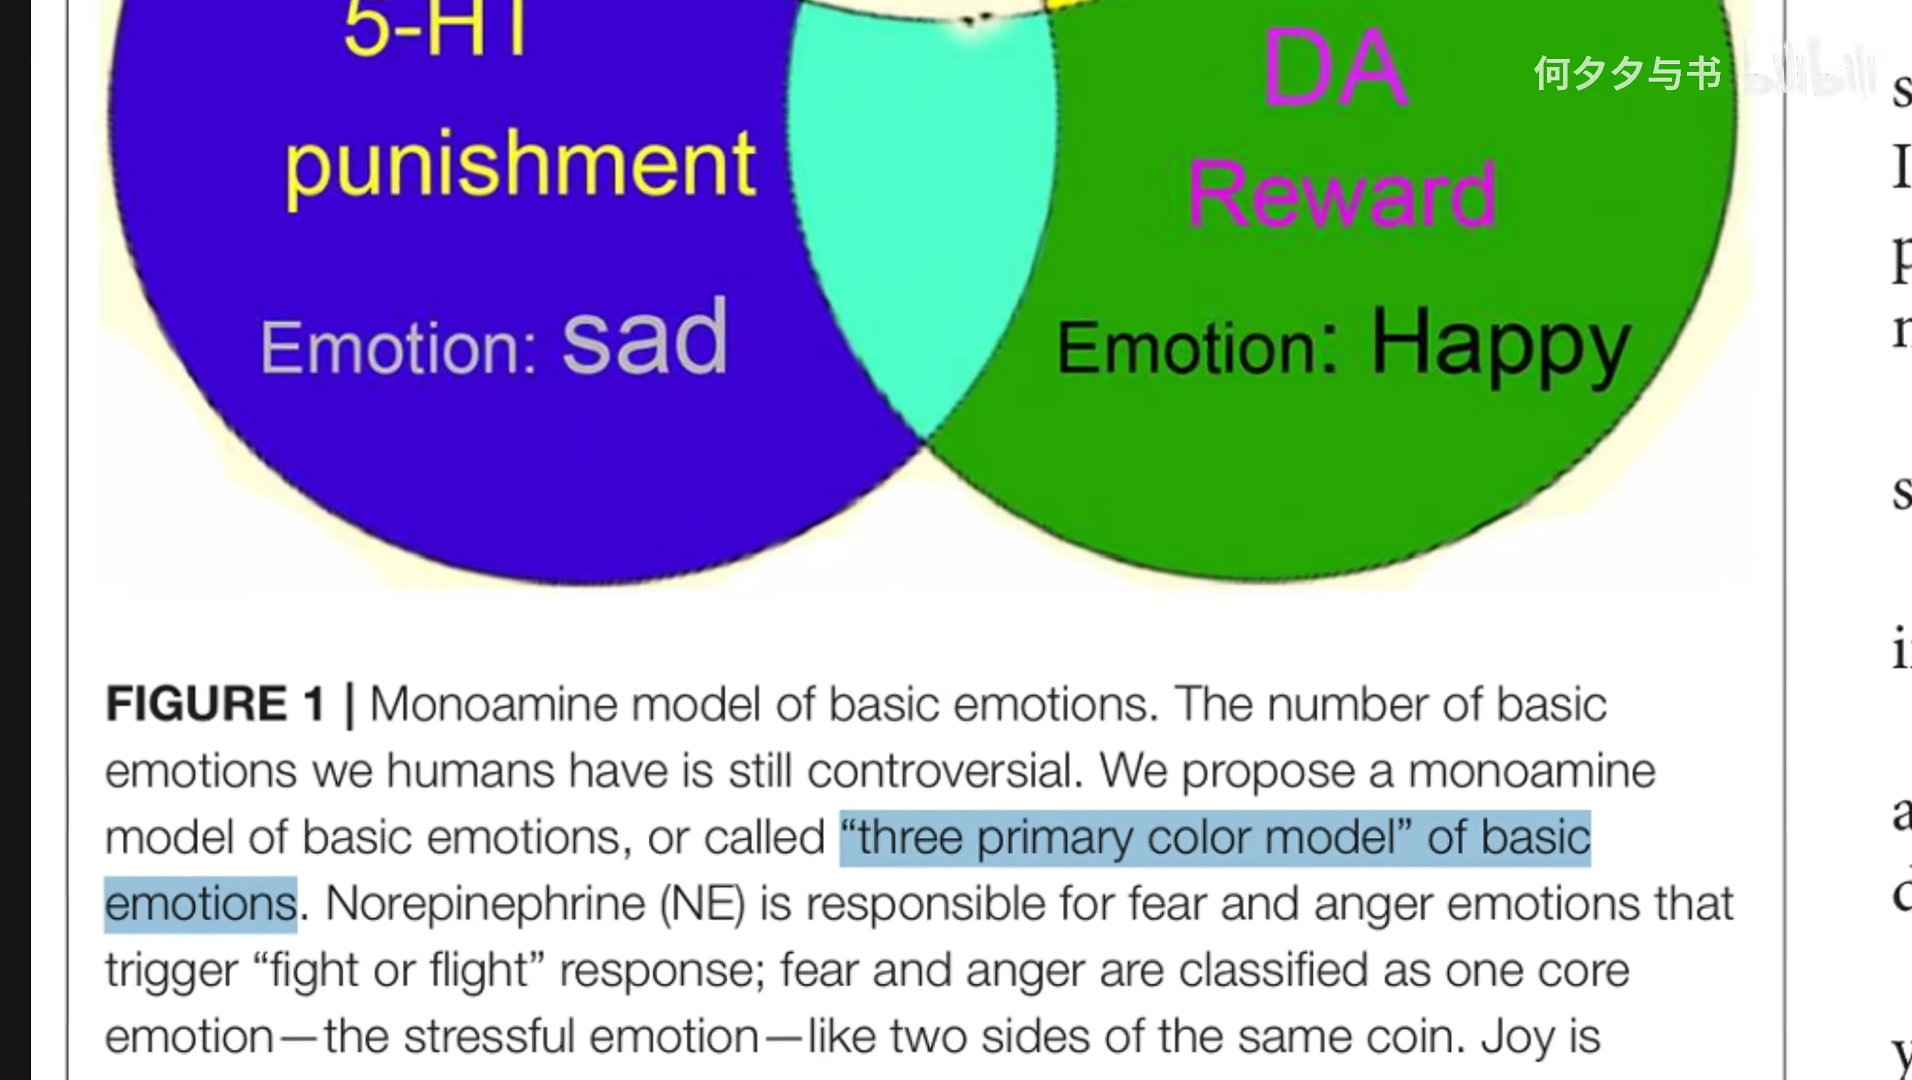 5-HT
DA
何夕夕与书 bilibili
punishment
Reward
Emotion: sad
Emotion: Happy
FIGURE 1 | Monoamine model of basic emotions. The number of basic
emotions we humans have is still controversial. We propose a monoamine
model of basic emotions, or called “three primary color model” of basic
emotions. Norepinephrine (NE) is responsible for fear and anger emotions that
trigger “fight or flight” response; fear and anger are classified as one core
emotion—the stressful emotion—like two sides of the same coin. Joy is